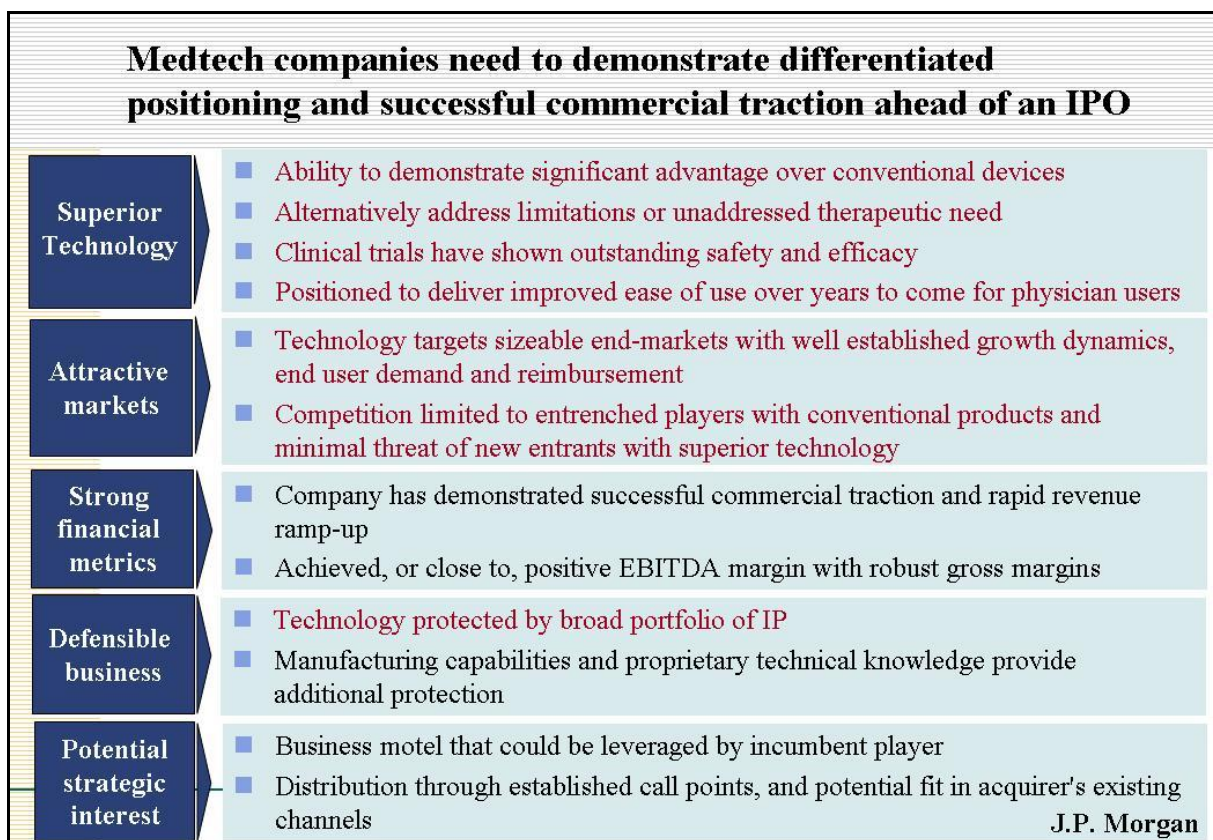 Medtech companies need to demonstrate differentiated
positioning and successful commercial traction ahead of an IPO
Superior
Technology
Ability to demonstrate significant advantage over conventional devices
Alternatively address limitations or unaddressed therapeutic need
Clinical trials have shown outstanding safety and efficacy
Positioned to deliver improved ease of use over years to come for physician users
Attractive
markets
Technology targets sizeable end-markets with well established growth dynamics,
end user demand and reimbursement
Competition limited to entrenched players with conventional products and
minimal threat of new entrants with superior technology
Strong
financial
metrics
Company has demonstrated successful commercial traction and rapid revenue
ramp-up
Achieved, or close to, positive EBITDA margin with robust gross margins
Defensible
business
Technology protected by broad portfolio of IP
Manufacturing capabilities and proprietary technical knowledge provide
additional protection
Potential
strategic
interest
Business motel that could be leveraged by incumbent player
Distribution through established call points, and potential fit in acquirer's existing
channels
J.P. Morgan